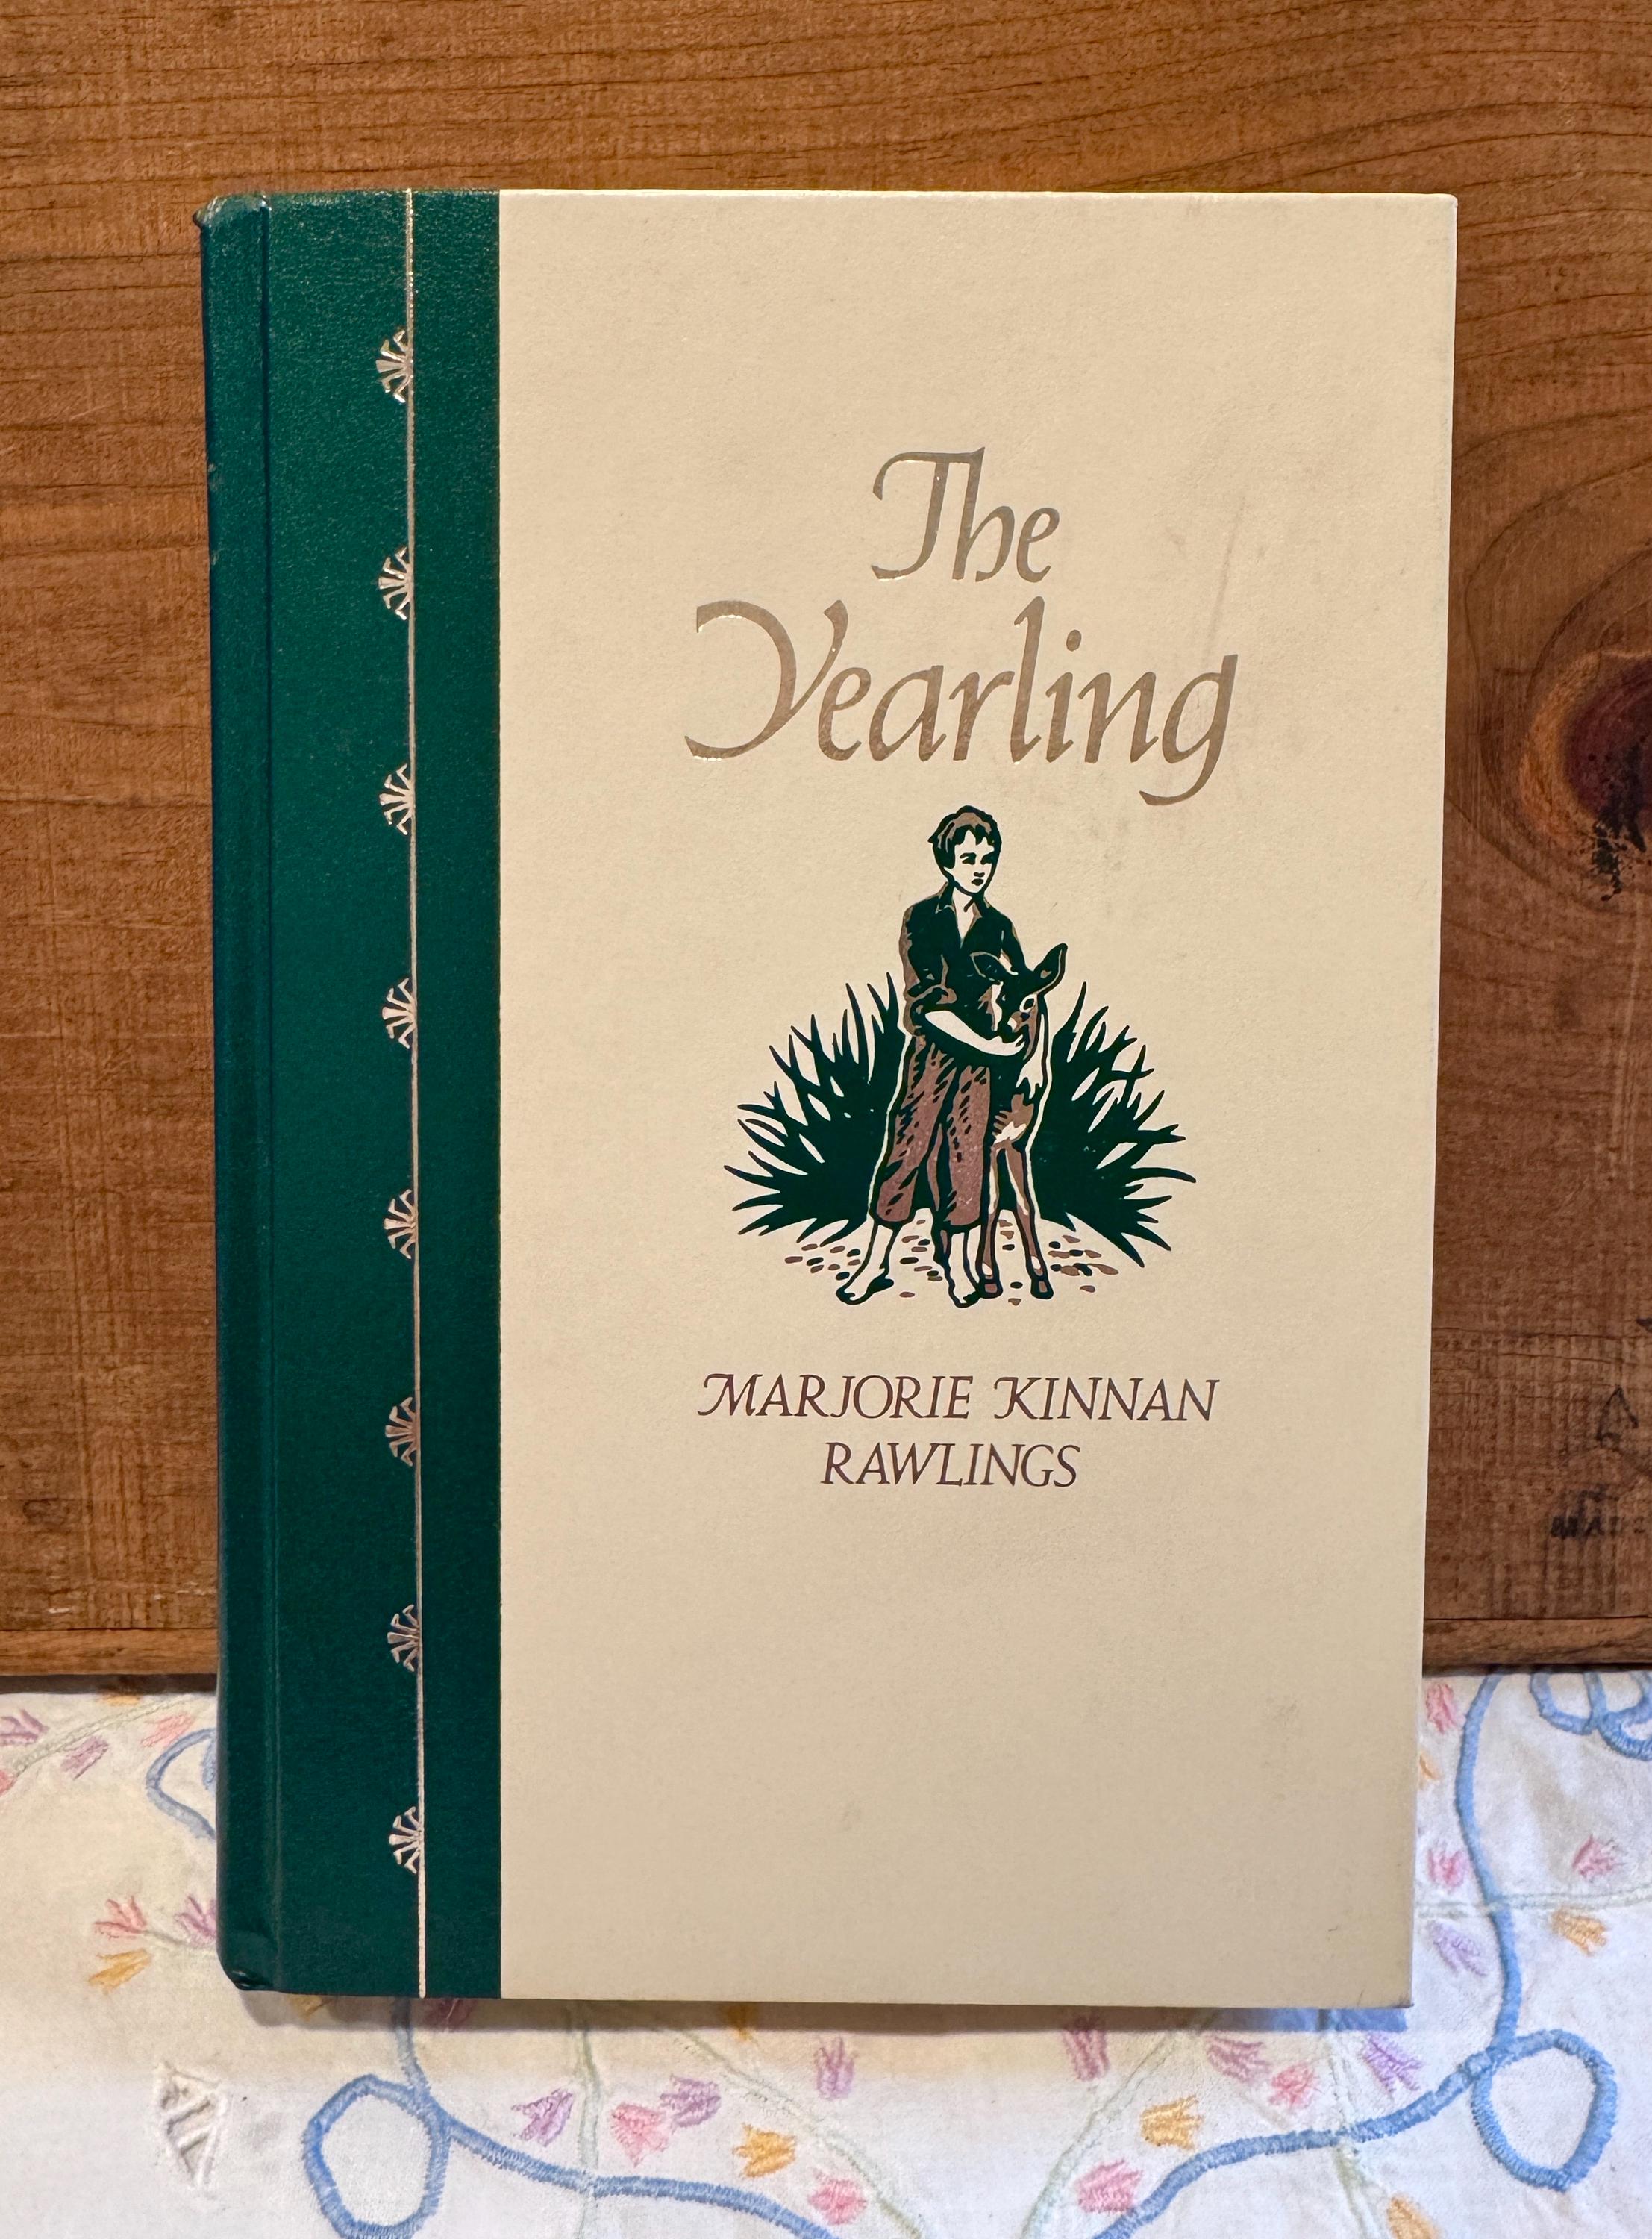 The
Yearling
MARJORIE KINNAN
RAWLINGS